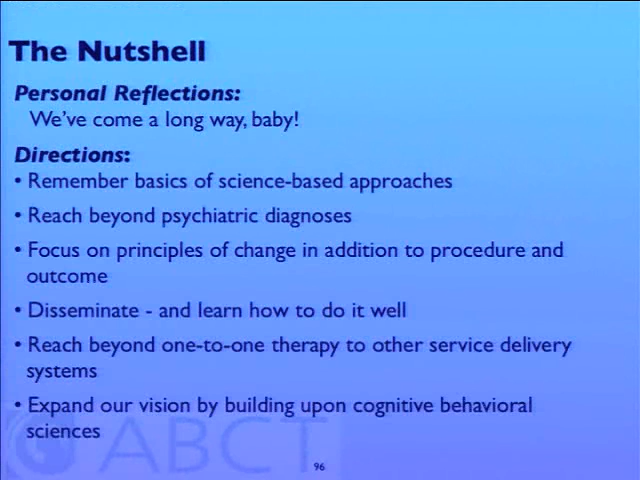 The Nutshell
Personal Reflections:
We've come a long way, baby!
Directions:
• Remember basics of science-based approaches
• Reach beyond psychiatric diagnoses
• Focus on principles of change in addition to procedure and
outcome
• Disseminate - and learn how to do it well
• Reach beyond one-to-one therapy to other service delivery
systems
• Expand our vision by building upon cognitive behavioral
sciences
ABCT
96